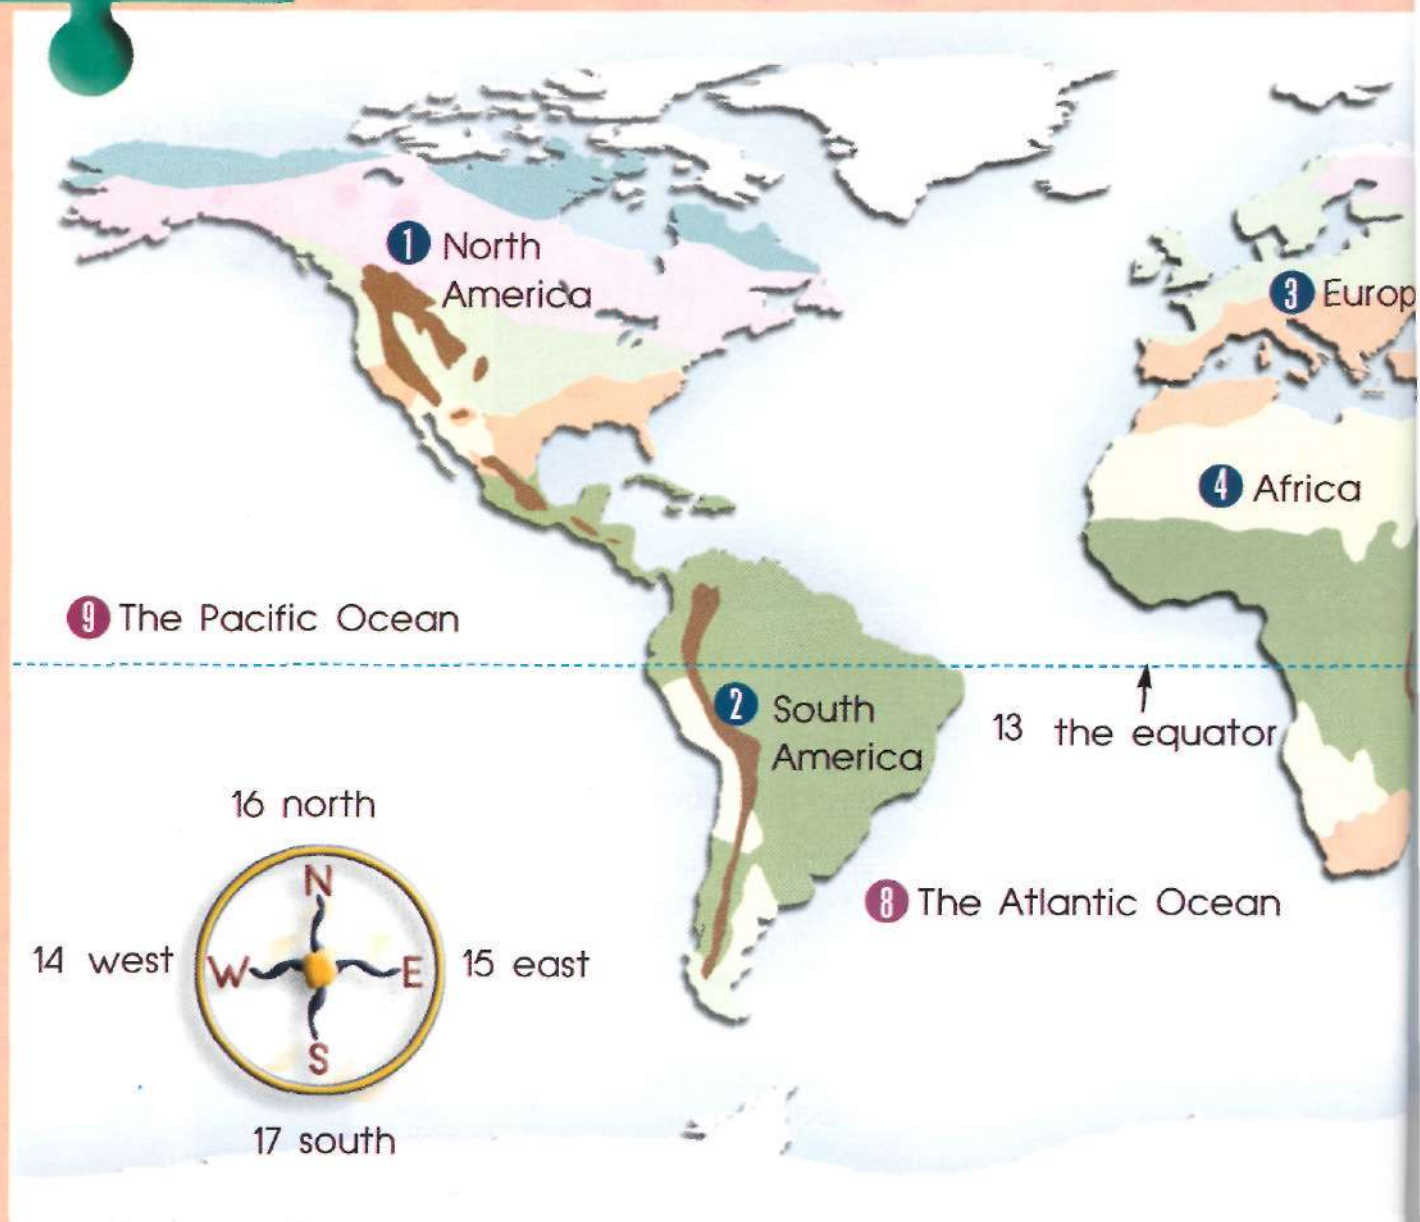 1 North
America
3 Europ
4 Africa
9 The Pacific Ocean
2 South
America
13 the equator
16 north
8 The Atlantic Ocean
N
14 west
W
E
15 east
S
17 south